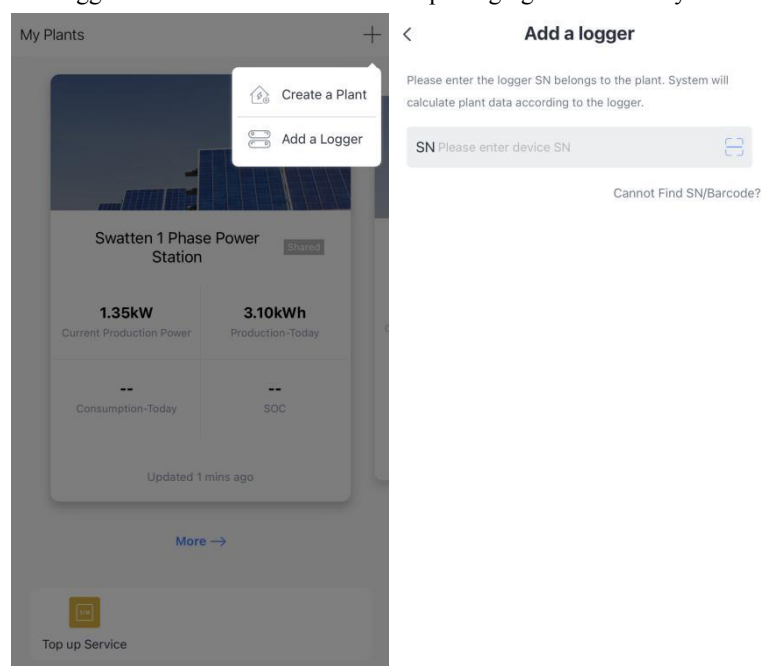 My Plants
Create a Plant
Add a Logger
Swatten 1 Phase Power
Station
Shared
1.35kW
3.10kWh
Current Production Power
Production-Today
--
--
Consumption-Today
SOC
Updated 1 mins ago
More →
Top up Service
Add a logger
Please enter the logger SN belongs to the plant. System will
calculate plant data according to the logger.
SN Please enter device SN
Cannot Find SN/Barcode?